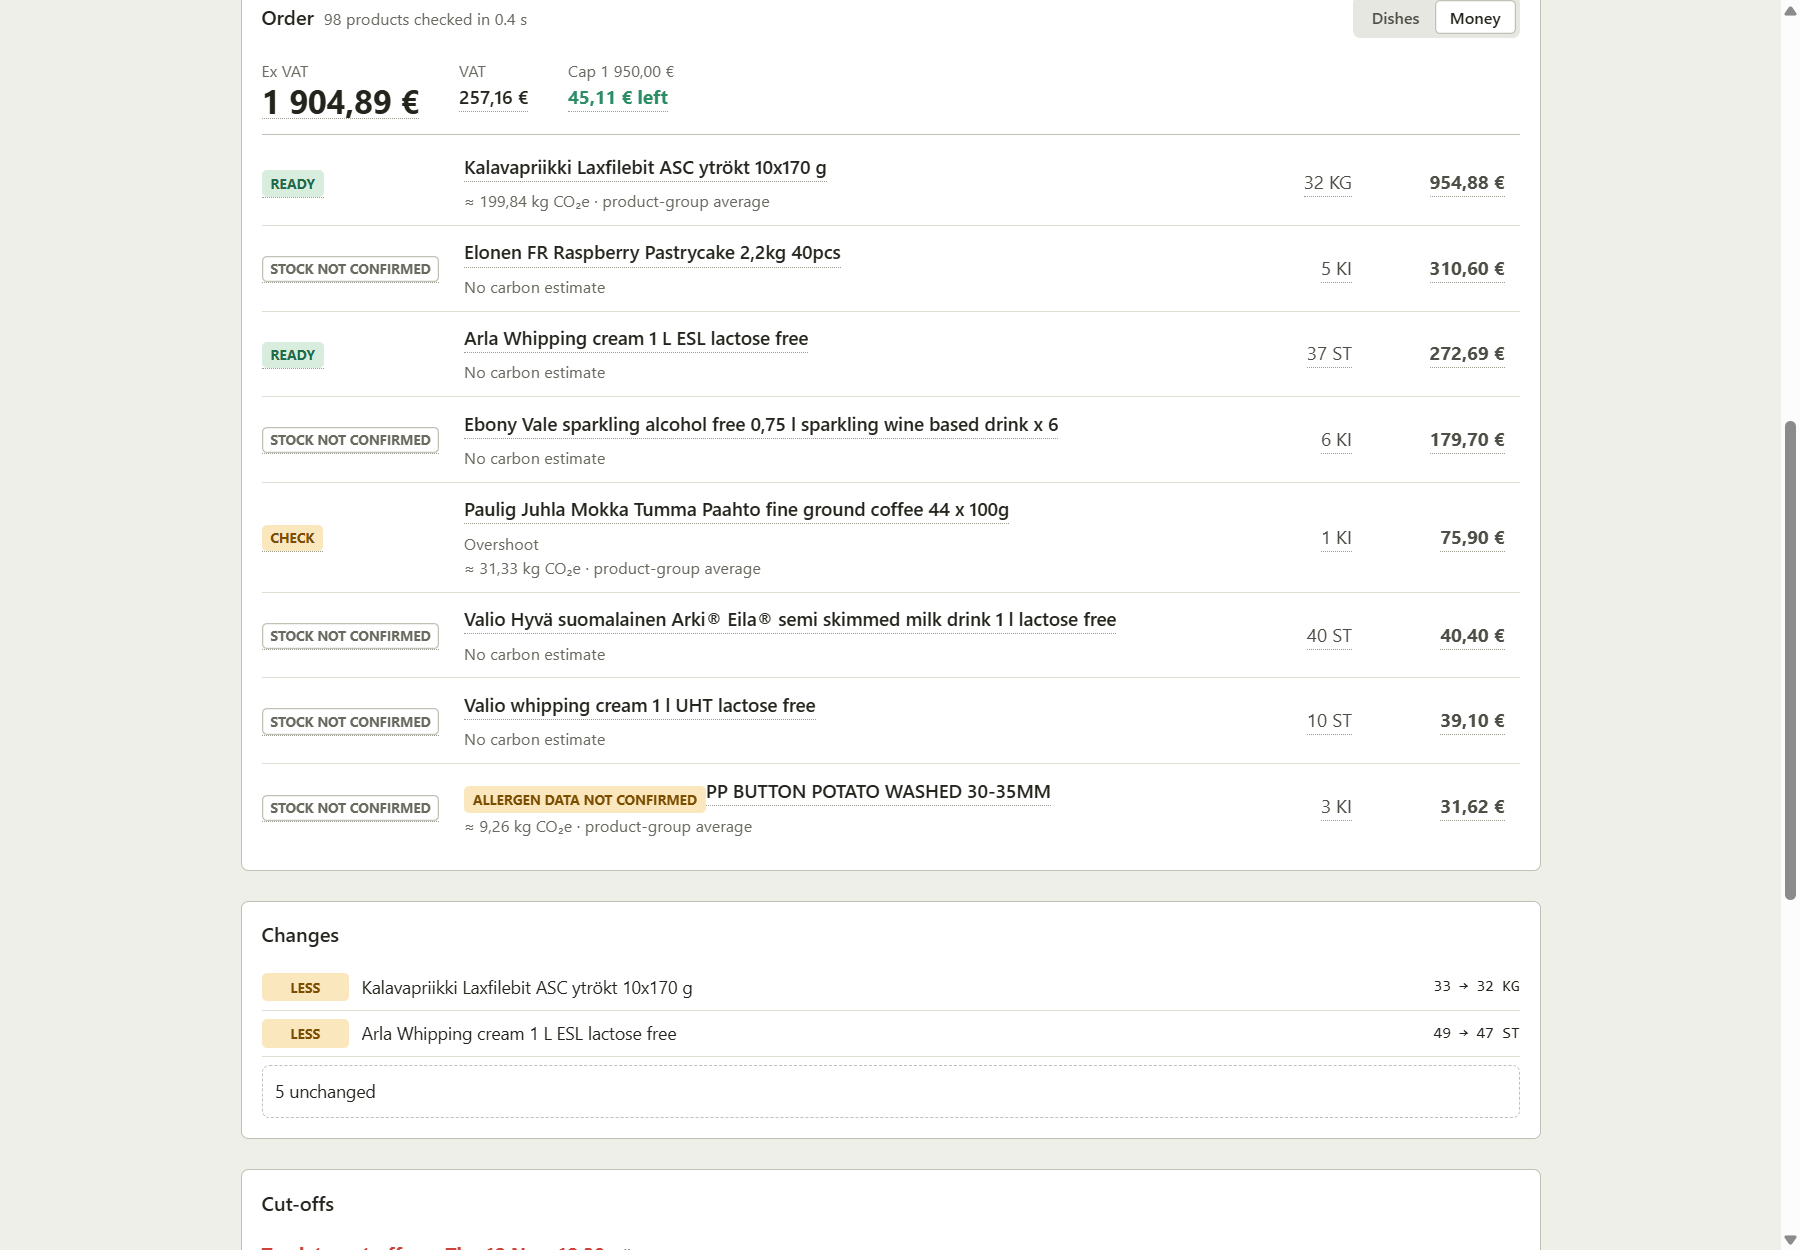 Order 98 products checked in 0.4 s
Dishes Money
Ex VAT VAT Cap 1 950,00 €
1 904,89 € 257,16 € 45,11 € left
READY Kalavapriikki Laxfilebit ASC ytrökt 10x170 g 32 KG 954,88 €
≈ 199,84 kg CO₂e · product-group average
STOCK NOT CONFIRMED Elonen FR Raspberry Pastrycake 2,2kg 40pcs 5 KI 310,60 €
No carbon estimate
READY Arla Whipping cream 1 L ESL lactose free 37 ST 272,69 €
No carbon estimate
STOCK NOT CONFIRMED Ebony Vale sparkling alcohol free 0,75 l sparkling wine based drink x 6 6 KI 179,70 €
No carbon estimate
CHECK Paulig Juhla Mokka Tumma Paahto fine ground coffee 44 x 100g 1 KI 75,90 €
Overshoot
≈ 31,33 kg CO₂e · product-group average
STOCK NOT CONFIRMED Valio Hyvä suomalainen Arki® Eila® semi skimmed milk drink 1 l lactose free 40 ST 40,40 €
No carbon estimate
STOCK NOT CONFIRMED Valio whipping cream 1 l UHT lactose free 10 ST 39,10 €
No carbon estimate
STOCK NOT CONFIRMED ALLERGEN DATA NOT CONFIRMED PP BUTTON POTATO WASHED 30-35MM 3 KI 31,62 €
≈ 9,26 kg CO₂e · product-group average
Changes
LESS Kalavapriikki Laxfilebit ASC ytrökt 10x170 g 33 → 32 KG
LESS Arla Whipping cream 1 L ESL lactose free 49 → 47 ST
5 unchanged
Cut-offs